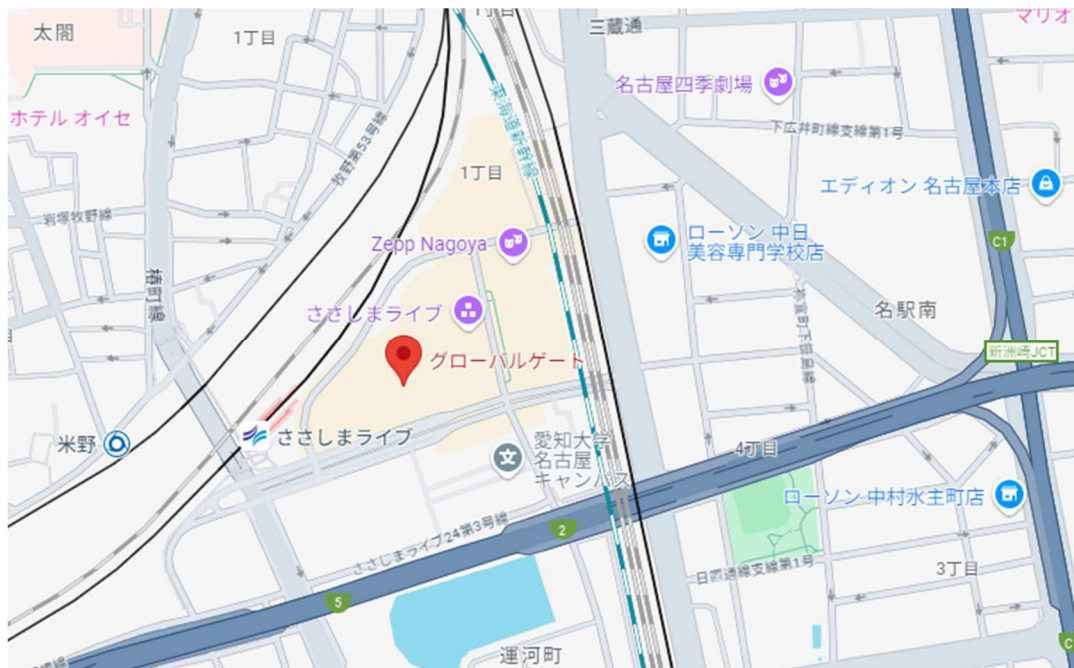 1丁目
三蔵通
マリオ
太閤
1丁目
名古屋四季劇場
ホテル オイセ
東海道新幹線
下広井町線支線第1号
牧野第53号線
1丁目
エディオン 名古屋本店
岩塚牧野線
Zepp Nagoya
ローソン 中日
美容専門学校店
C1
椿町線
ささしまライブ
名駅南
グローバルゲート
新洲崎JCT
米野
ささしまライブ
愛知大学
名古屋
キャンパス
4丁目
ローソン 中村水主町店
ささしまライブ24第3号線
2
日置通線支線第1号
3丁目
5
運河町
C